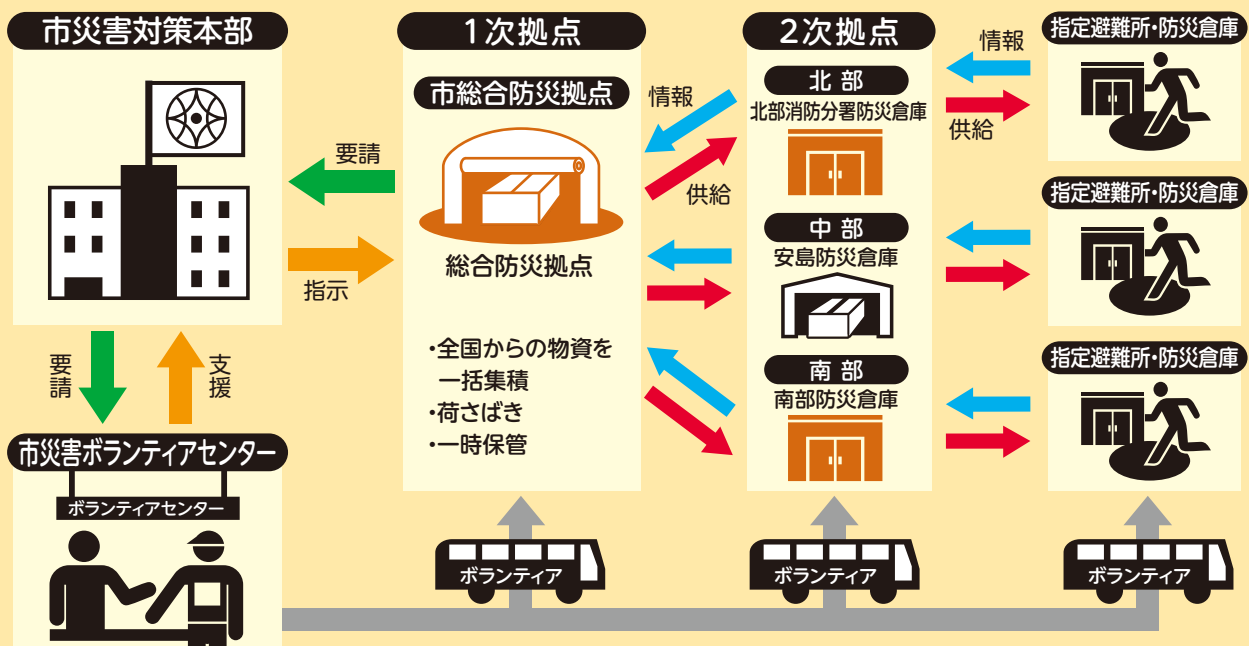 市災害対策本部
要請
指示
要請
支援
市災害ボランティアセンター
ボランティアセンター
1次拠点
市総合防災拠点
総合防災拠点
・全国からの物資を
一括集積
・荷さばき
・一時保管
情報
供給
2次拠点
北部
北部消防分署防災倉庫
中部
安島防災倉庫
南部
南部防災倉庫
情報
供給
指定避難所・防災倉庫
指定避難所・防災倉庫
指定避難所・防災倉庫
ボランティア
ボランティア
ボランティア